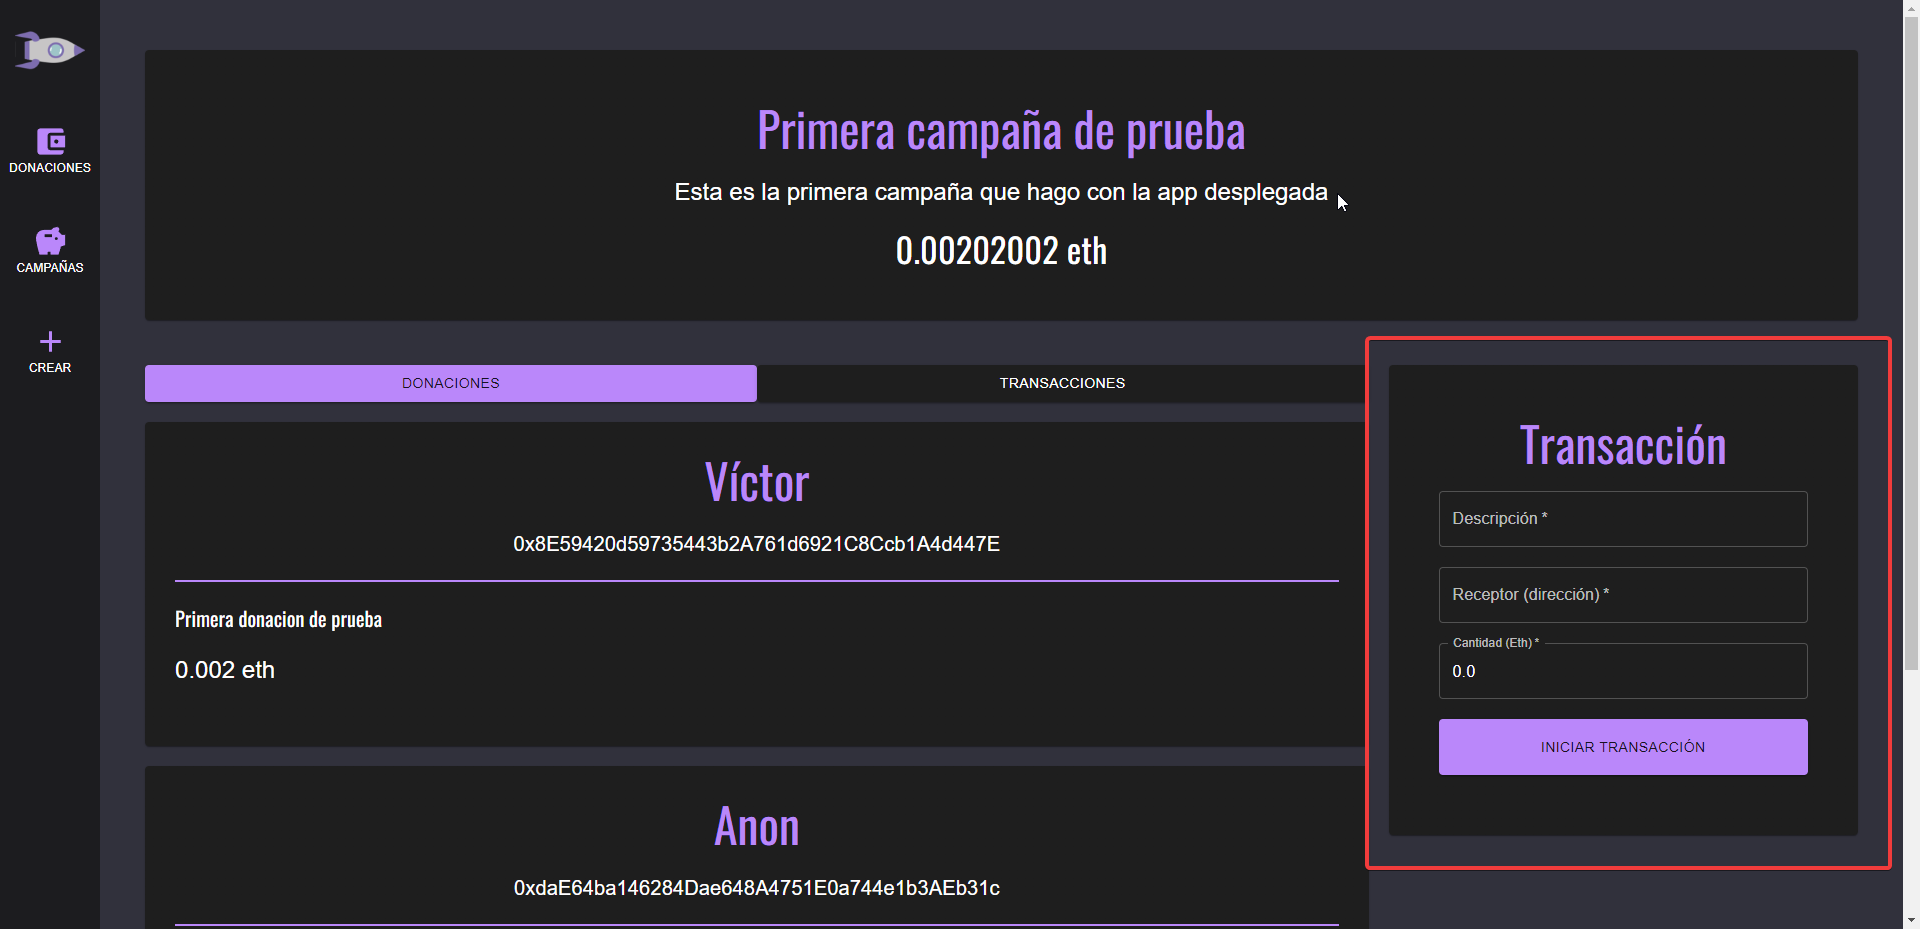 DONACIONES
CAMPAÑAS
CREAR
Primera campaña de prueba
Esta es la primera campaña que hago con la app desplegada
0.00202002 eth
DONACIONES
TRANSACCIONES
Víctor
0x8E59420d59735443b2A761d6921C8Ccb1A4d447E
Primera donacion de prueba
0.002 eth
Anon
0xdaE64ba146284Dae648A4751E0a744e1b3AEb31c
Transacción
Descripción *
Receptor (dirección) *
Cantidad (Eth) *
0.0
INICIAR TRANSACCIÓN